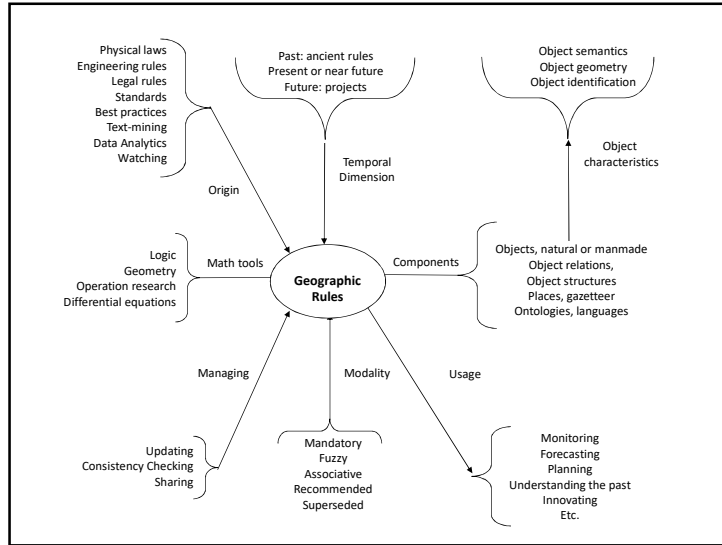 Physical laws
Engineering rules
Legal rules
Standards
Best practices
Text-mining
Data Analytics
Watching
Origin
Past: ancient rules
Present or near future
Future: projects
Temporal
Dimension
Object semantics
Object geometry
Object identification
Object
characteristics
Logic
Geometry
Operation research
Differential equations
Math tools
Geographic
Rules
Components
Objects, natural or manmade
Object relations,
Object structures
Places, gazetteer
Ontologies, languages
Managing
Updating
Consistency Checking
Sharing
Modality
Mandatory
Fuzzy
Associative
Recommended
Superseded
Usage
Monitoring
Forecasting
Planning
Understanding the past
Innovating
Etc.